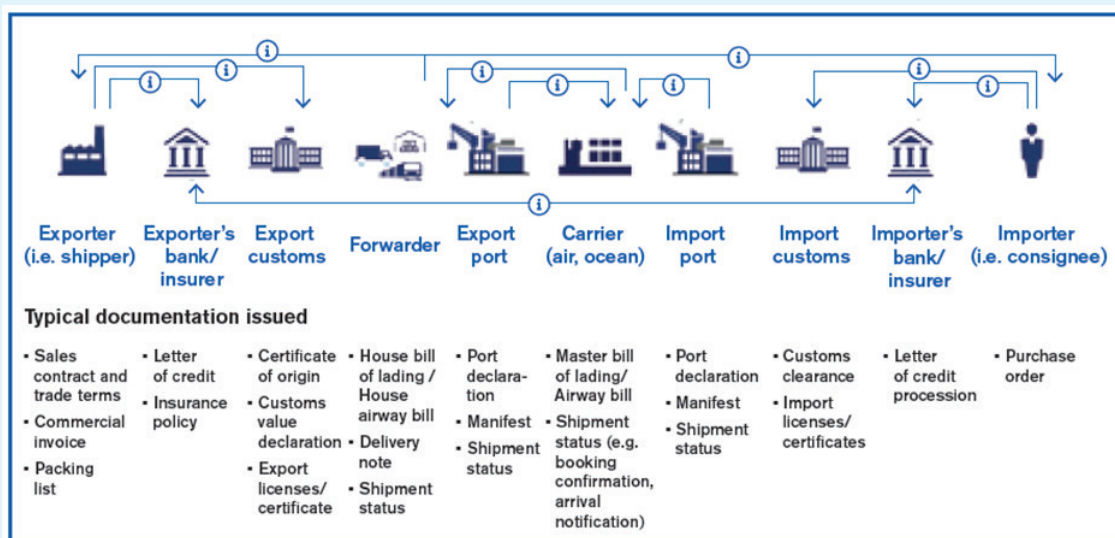 i
i
i
i
i
i
i
i
i
i
Exporter
(i.e. shipper)
Exporter's
bank/
insurer
Export
customs
Forwarder
Export
port
Carrier
(air, ocean)
Import
port
Import
customs
Importer's
bank/
insurer
Importer
(i.e. consignee)
Typical documentation issued
▪ Sales
contract and
trade terms
▪ Commercial
invoice
▪ Packing
list
▪ Letter
of credit
▪ Insurance
policy
▪ Certificate
of origin
▪ Customs
value
declaration
▪ Export
licenses/
certificate
▪ House bill
of lading /
House
airway bill
▪ Delivery
note
▪ Shipment
status
▪ Port
declara-
tion
▪ Manifest
▪ Shipment
status
▪ Master bill
of lading/
Airway bill
▪ Shipment
status (e.g.
booking
confirmation,
arrival
notification)
▪ Port
declaration
▪ Manifest
▪ Shipment
status
▪ Customs
clearance
▪ Import
licenses/
certificates
▪ Letter
of credit
procession
▪ Purchase
order